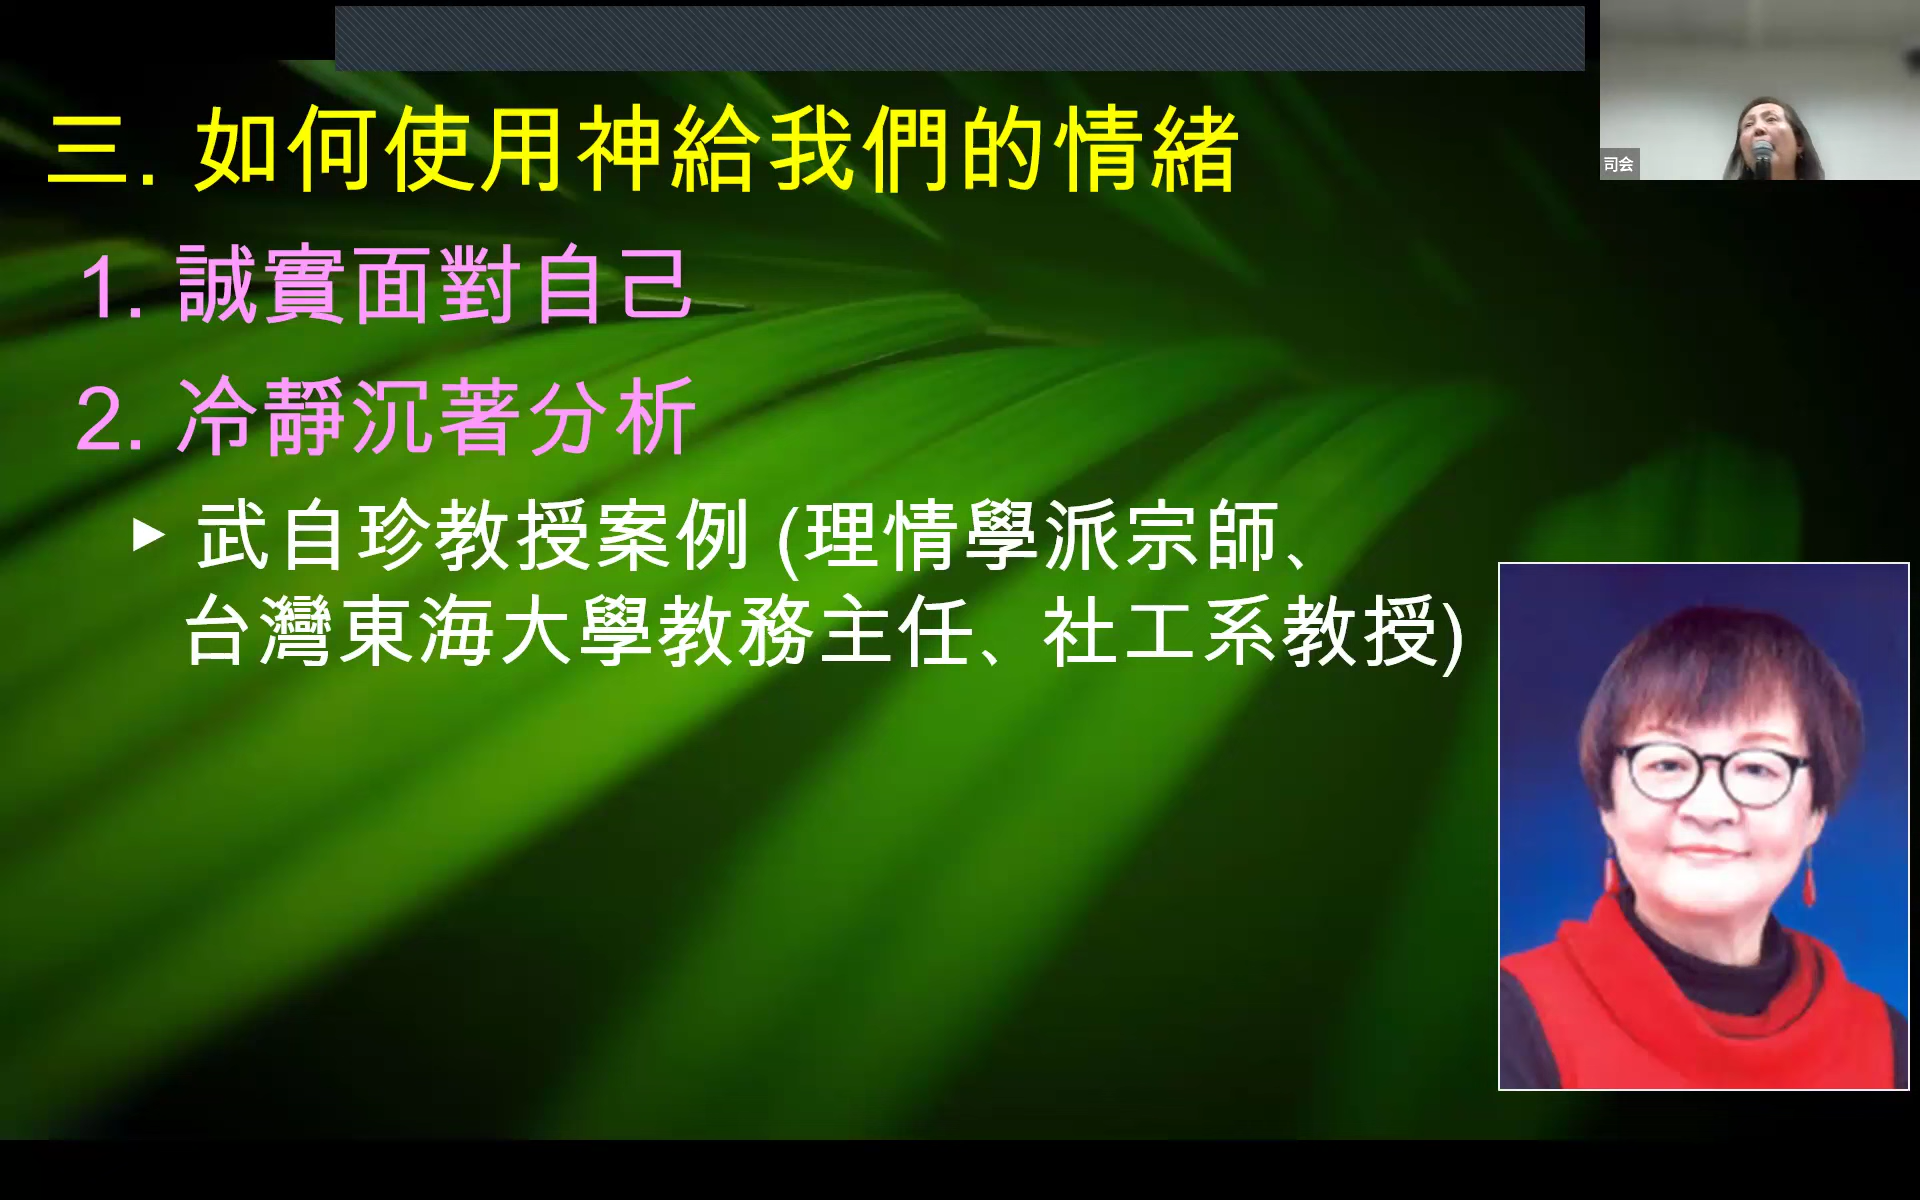 三. 如何使用神給我們的情緒
1. 誠實面對自己
2. 冷靜沉著分析
▶ 武自珍教授案例 (理情學派宗師、
台灣東海大學教務主任、社工系教授)
司会